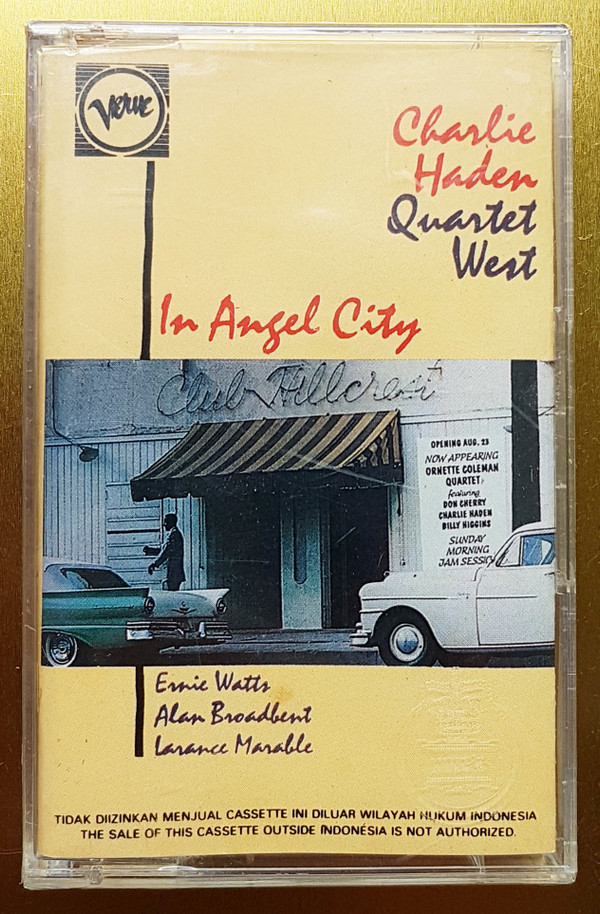 Verve
Charlie
Haden
Quartet
West
In Angel City
Club Hillcrest
OPENING AUG. 23
NOW APPEARING
ORNETTE COLEMAN
QUARTET
featuring
DON CHERRY
CHARLIE HADEN
BILLY HIGGINS
SUNDAY
MORNING
JAM SESSIO
Ernie Watts
Alan Broadbent
Larance Marable
TIDAK DIIZINKAN MENJUAL CASSETTE INI DILUAR WILAYAH HUKUM INDONESIA
THE SALE OF THIS CASSETTE OUTSIDE INDONESIA IS NOT AUTHORIZED.